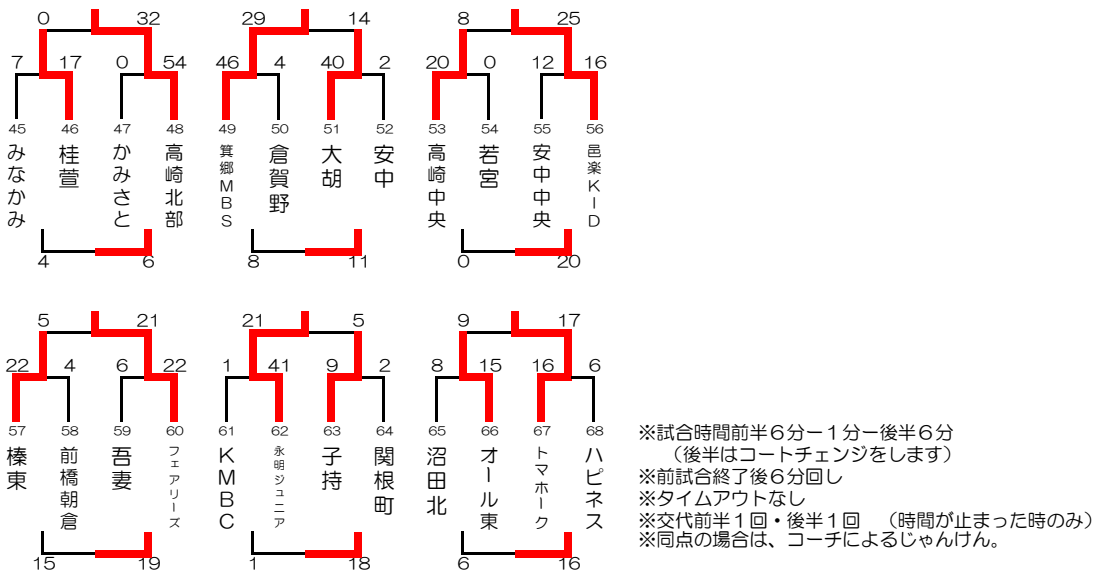 0 32 29 14 8 25
7 17 0 54 46 4 40 2 20 0 12 16
45 46 47 48 49 50 51 52 53 54 55 56
みなかみ
桂萱
かみさと
高崎北部
箕郷MBS
倉賀野
大胡
安中
高崎中央
若宮
安中中央
邑楽KID
4 6 8 11 0 20
5 21 21 5 9 17
22 4 6 22 1 41 9 2 8 15 16 6
57 58 59 60 61 62 63 64 65 66 67 68
榛東
前橋朝倉
吾妻
フェアリーズ
KMBC
永明ジュニア
子持
関根町
沼田北
オール東
トマホーク
ハピネス
15 19 1 18 6 16
※試合時間前半6分ー1分ー後半6分
（後半はコートチェンジをします）
※前試合終了後6分回し
※タイムアウトなし
※交代前半1回・後半1回　（時間が止まった時のみ）
※同点の場合は、コーチによるじゃんけん。